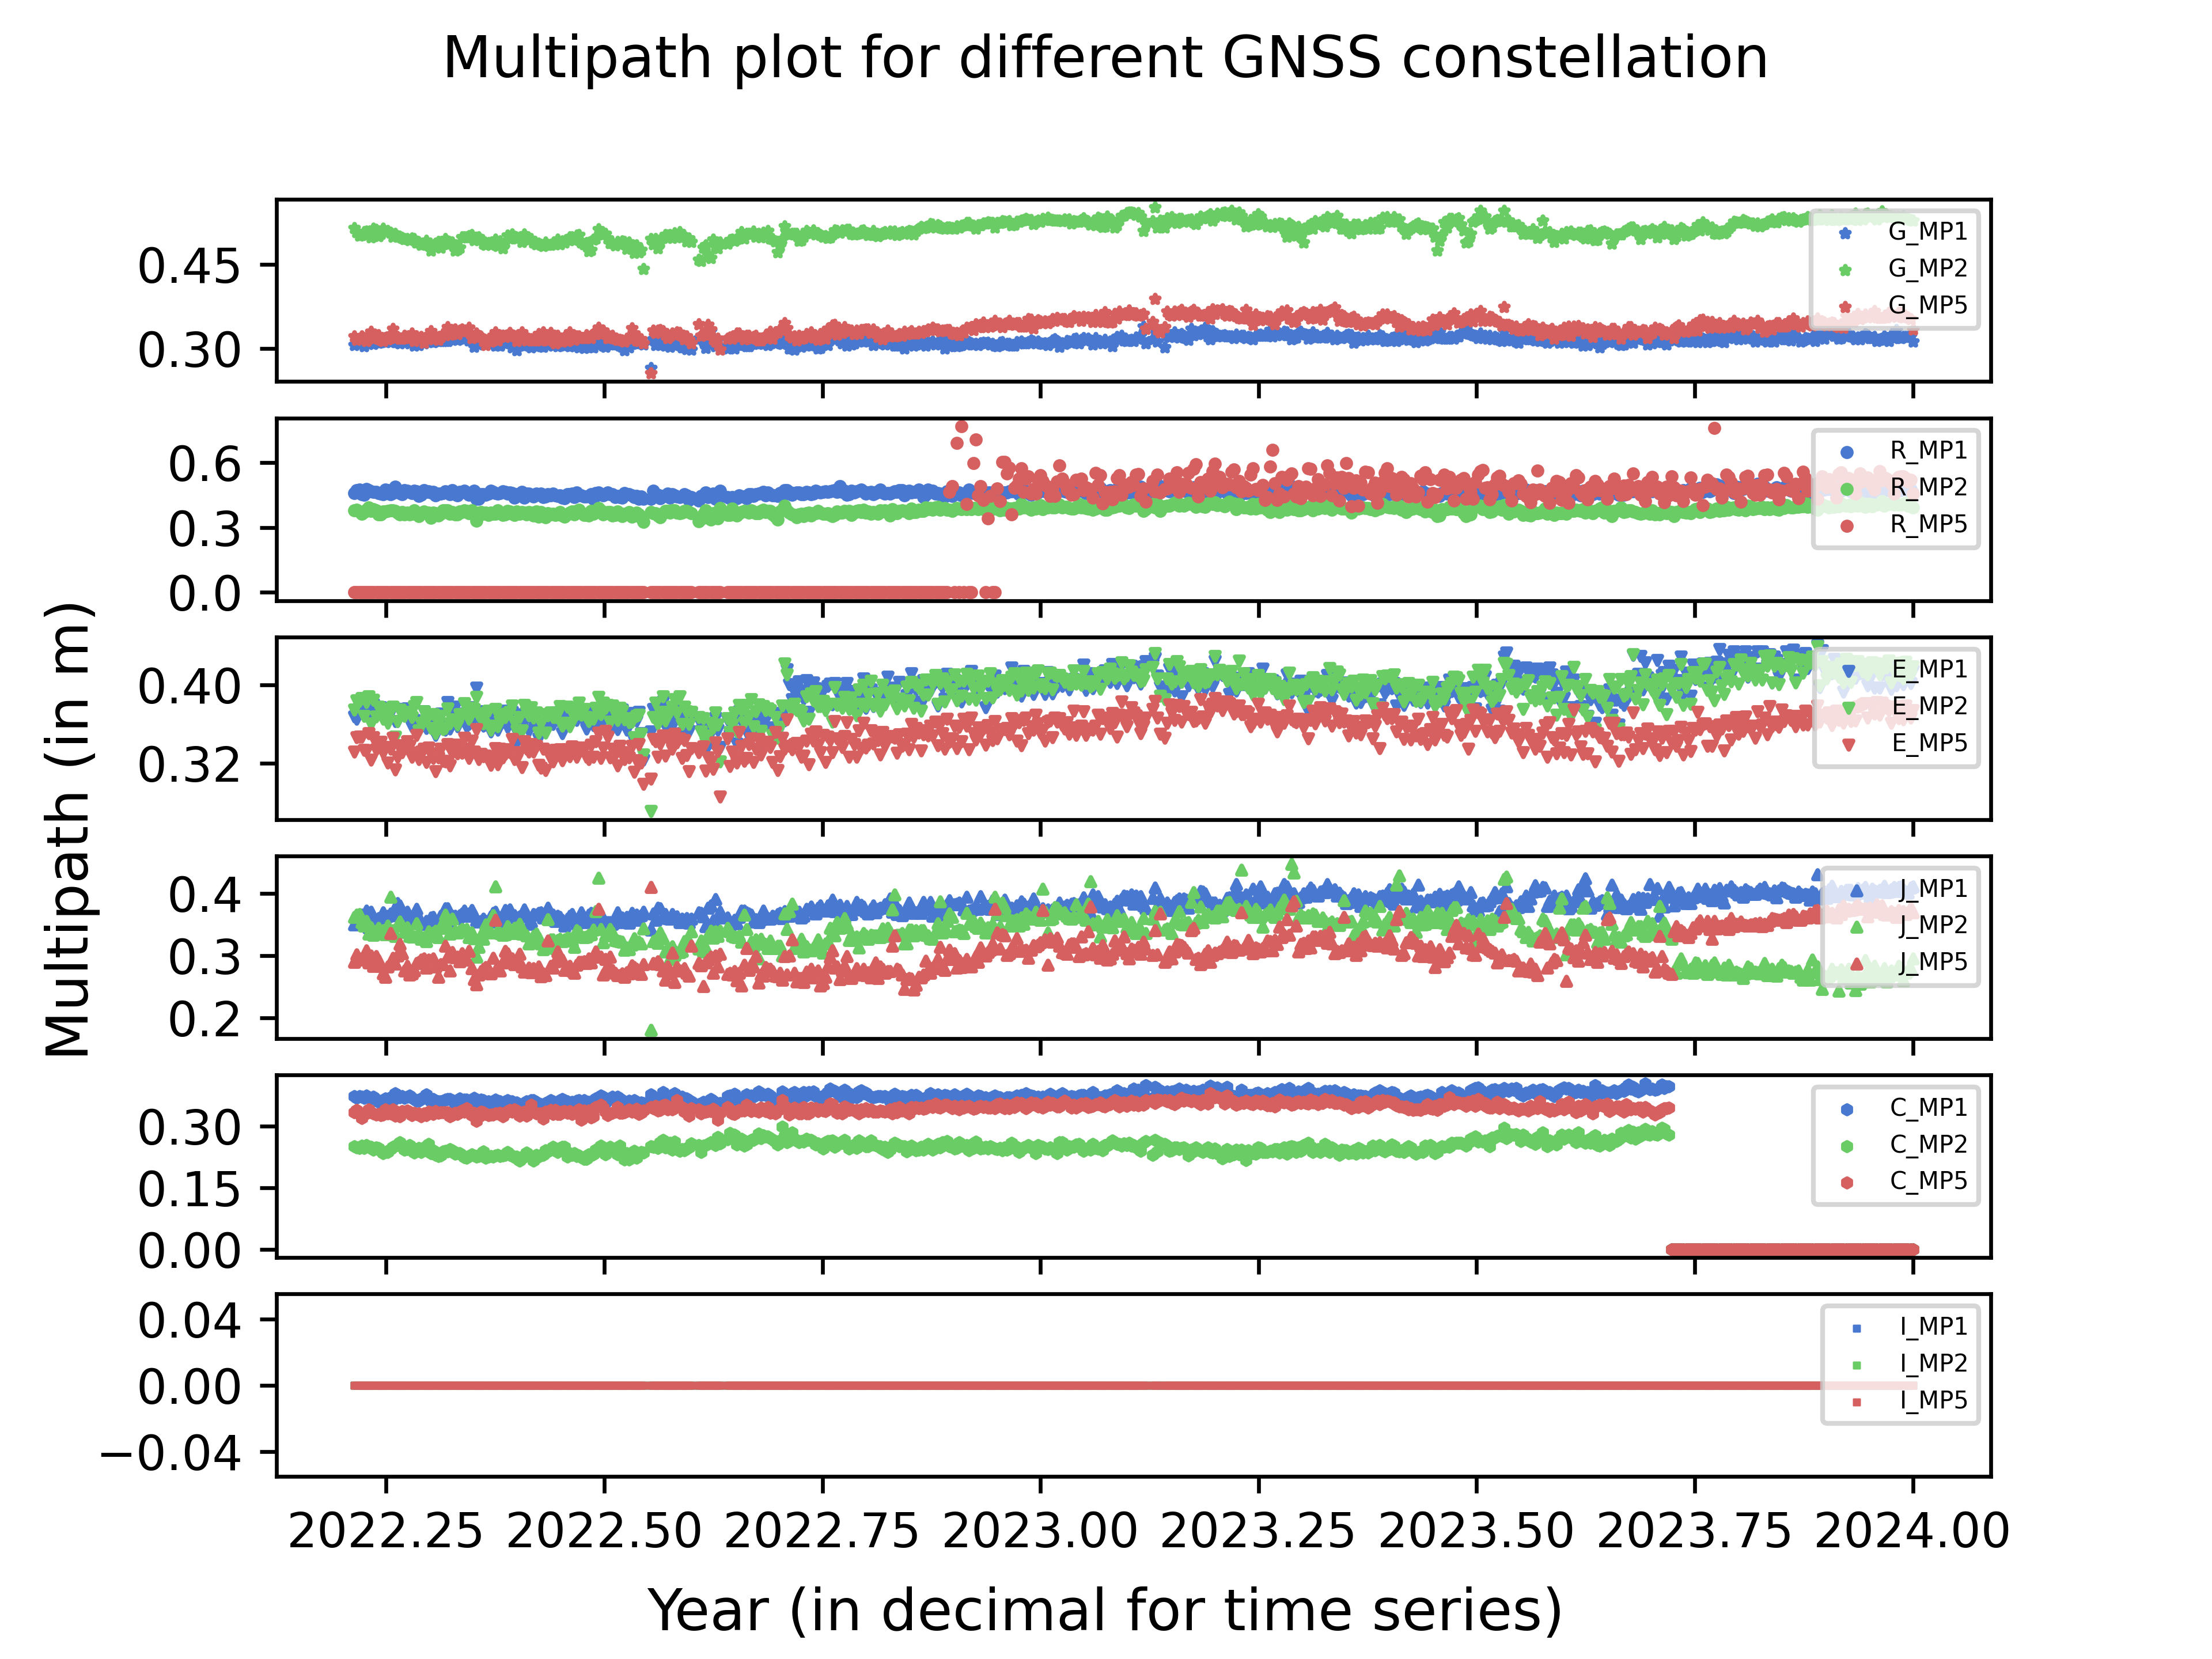 Multipath plot for different GNSS constellation
0.45
0.30
G_MP1
G_MP2
G_MP5
0.6
0.3
0.0
R_MP1
R_MP2
R_MP5
0.40
0.32
E_MP1
E_MP2
E_MP5
0.4
0.3
0.2
J_MP1
J_MP2
J_MP5
0.30
0.15
0.00
C_MP1
C_MP2
C_MP5
0.04
0.00
−0.04
I_MP1
I_MP2
I_MP5
Multipath (in m)
2022.25 2022.50 2022.75 2023.00 2023.25 2023.50 2023.75 2024.00
Year (in decimal for time series)